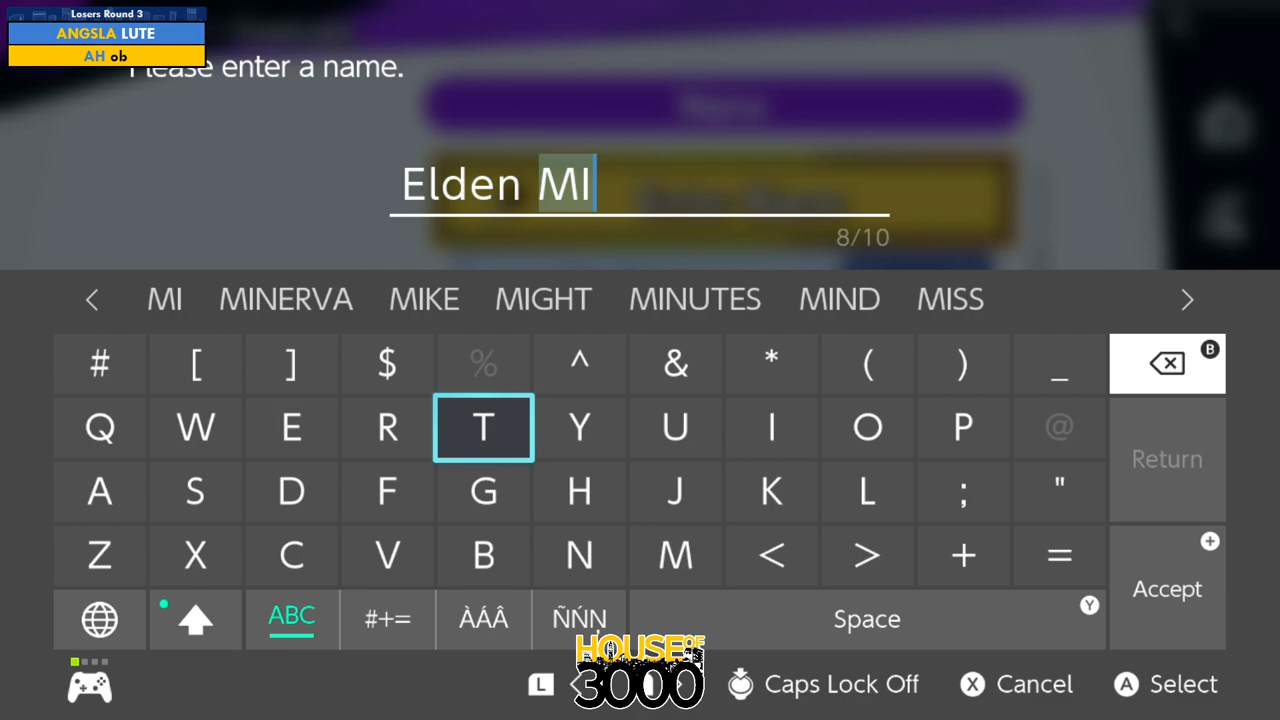 Losers Round 3
ANGSLA LUTE
AH ob
Please enter a name.
Elden MI
8/10
MI MINERVA MIKE MIGHT MINUTES MIND MISS
# [ ] $ % ^ & * ( ) _ B
Q W E R T Y U I O P @
Return
A S D F G H J K L ; "
Z X C V B N M < > + =
+
Accept
ABC #+= ÀÁÂ ÑŃŅ Space Y
HOUSE OF
3000
L Caps Lock Off X Cancel A Select